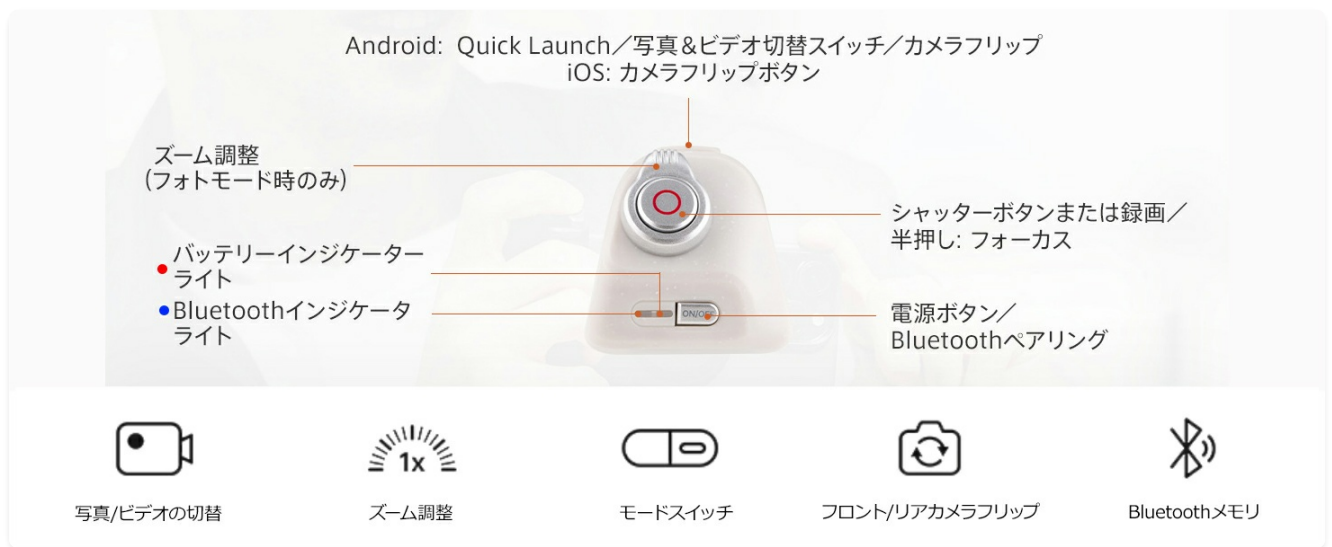 Android: Quick Launch／写真&ビデオ切替スイッチ／カメラフリップ
iOS: カメラフリップボタン
ズーム調整
(フォトモード時のみ)
シャッターボタンまたは録画／
半押し: フォーカス
バッテリーインジケーター
ライト
Bluetoothインジケータ
ライト
ON/OFF
電源ボタン／
Bluetoothペアリング
1x
写真/ビデオの切替
ズーム調整
モードスイッチ
フロント/リアカメラフリップ
Bluetoothメモリ